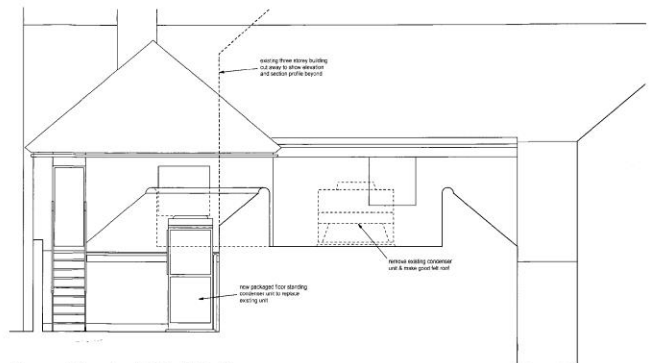 existing three storey building
cut away to show elevation
and section profile beyond
remove existing condenser
unit & make good felt roof
new packaged floor standing
condenser unit to replace
existing unit